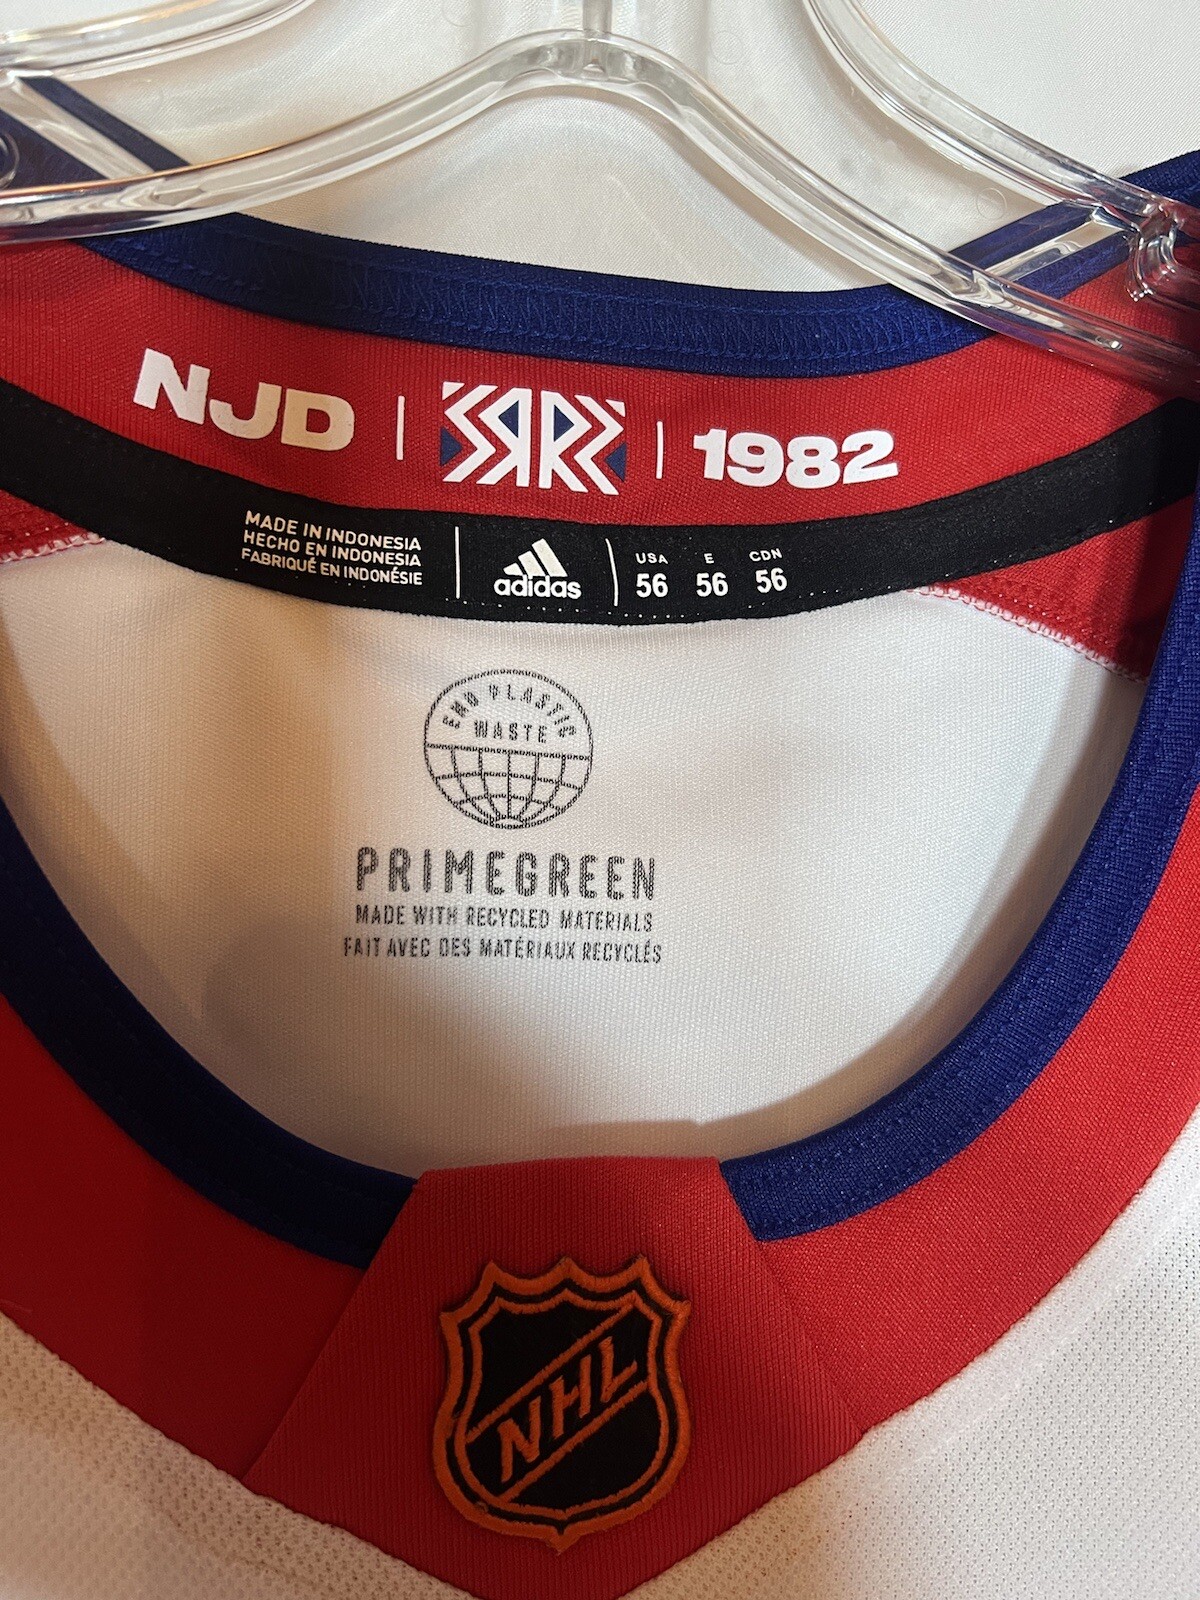 NJD | RR | 1982
MADE IN INDONESIA
HECHO EN INDONESIA
FABRIQUÉ EN INDONÉSIE
adidas
USA E CDN
56 56 56
END PLASTIC
WASTE
PRIMEGREEN
MADE WITH RECYCLED MATERIALS
FAIT AVEC DES MATÉRIAUX RECYCLÉS
NHL